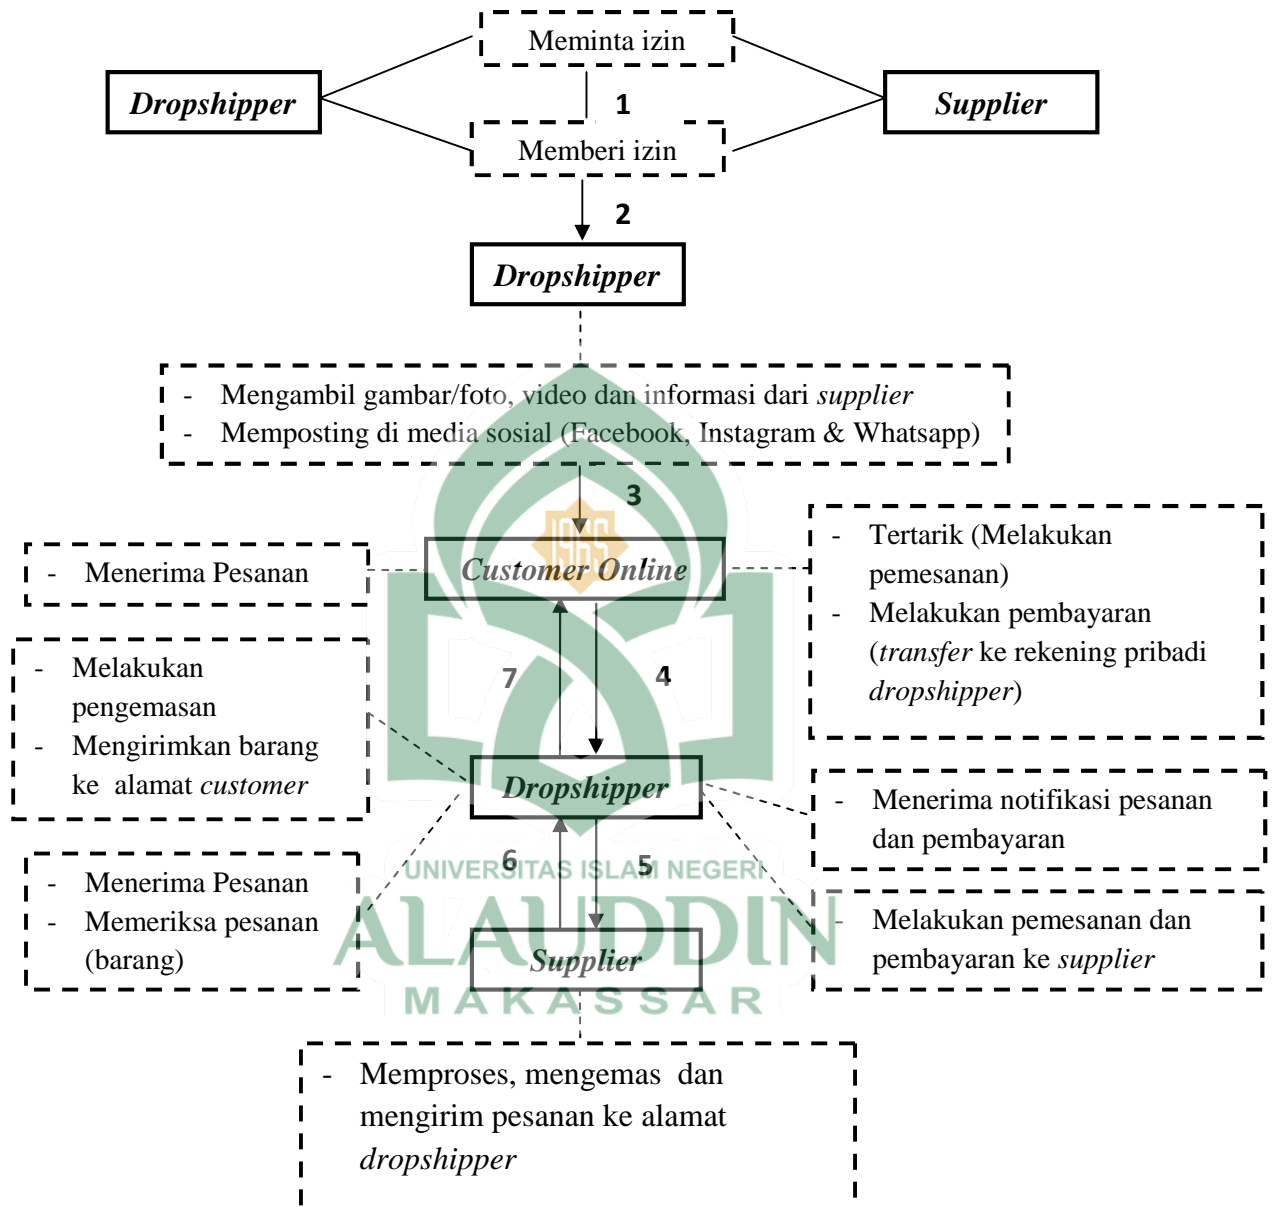 Meminta izin
Dropshipper
Supplier
1
Memberi izin
2
Dropshipper
- Mengambil gambar/foto, video dan informasi dari supplier
- Memposting di media sosial (Facebook, Instagram & Whatsapp)
3
1965
Customer Online
- Menerima Pesanan
- Tertarik (Melakukan
pemesanan)
- Melakukan pembayaran
(transfer ke rekening pribadi
dropshipper)
- Melakukan
pengemasan
- Mengirimkan barang
ke alamat customer
7
4
Dropshipper
- Menerima notifikasi pesanan
dan pembayaran
6
5
UNIVERSITAS ISLAM NEGERI
- Menerima Pesanan
- Memeriksa pesanan
(barang)
- Melakukan pemesanan dan
pembayaran ke supplier
ALAUDDIN
Supplier
MAKASSAR
- Memproses, mengemas dan
mengirim pesanan ke alamat
dropshipper